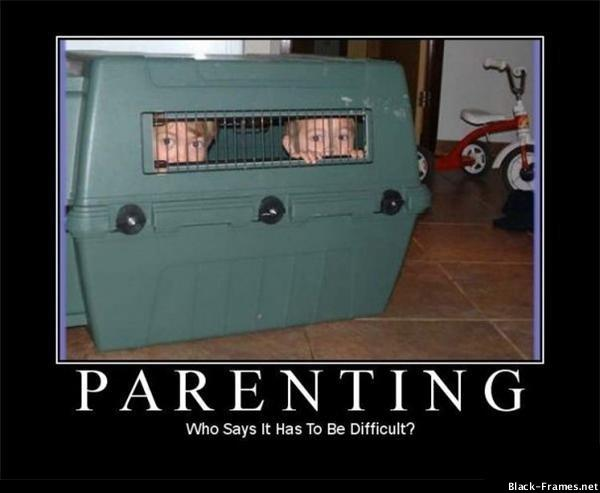 PARENTING
Who Says It Has To Be Difficult?
Black-Frames.net